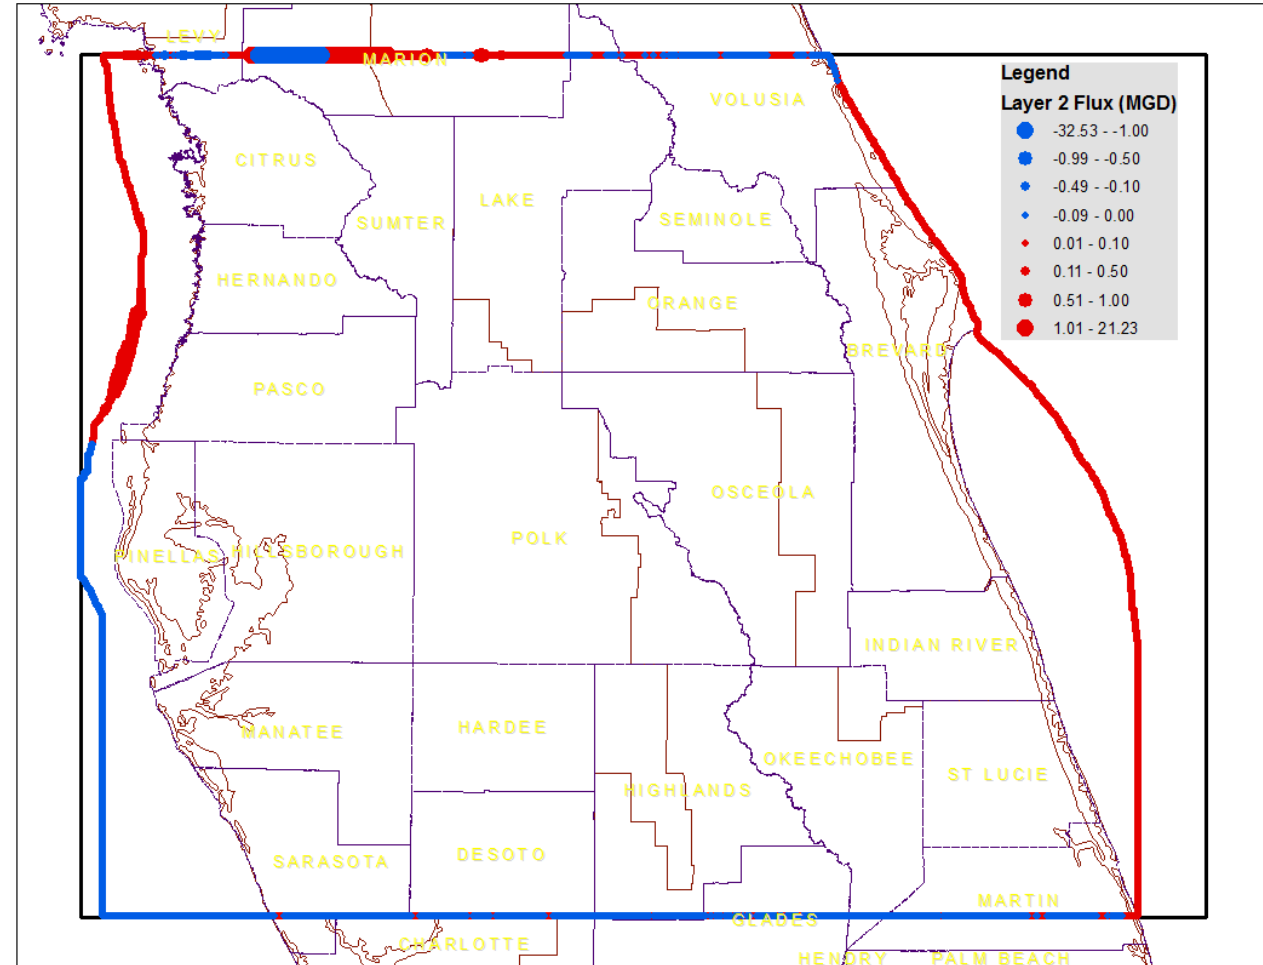 LEVY
MARION
VOLUSIA
Legend
Layer 2 Flux (MGD)
-32.53 - -1.00
-0.99 - -0.50
-0.49 - -0.10
-0.09 - 0.00
0.01 - 0.10
0.11 - 0.50
0.51 - 1.00
1.01 - 21.23
CITRUS
SUMTER
LAKE
SEMINOLE
HERNANDO
ORANGE
BREVARD
PASCO
OSCEOLA
POLK
PINELLAS
HILLSBOROUGH
INDIAN RIVER
MANATEE
HARDEE
OKEECHOBEE
ST LUCIE
HIGHLANDS
SARASOTA
DESOTO
MARTIN
GLADES
CHARLOTTE
HENDRY
PALM BEACH